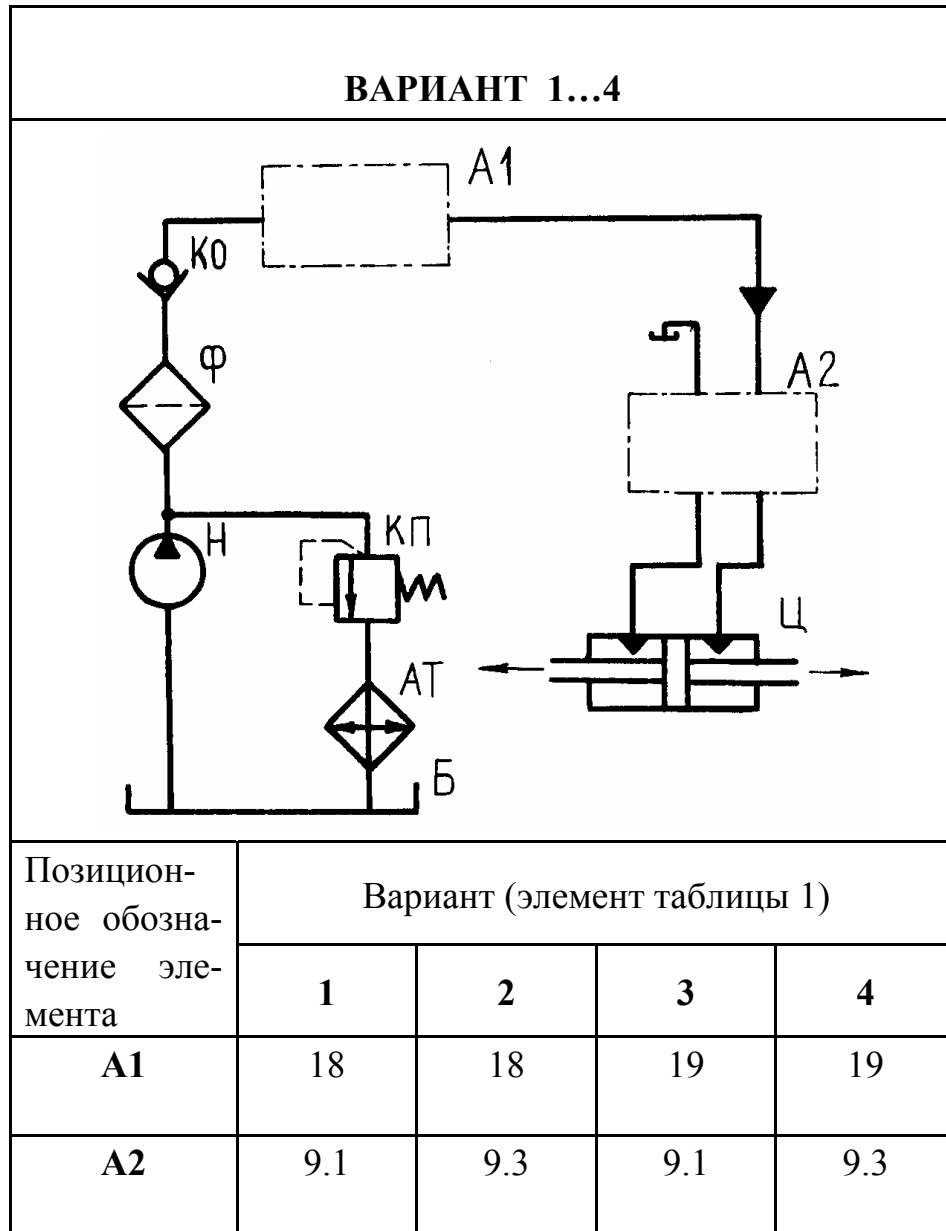 ВАРИАНТ 1...4
А1
КО
Ф
А2
Н
КП
Ц
АТ
Б
Позицион-
ное обозна-
чение эле-
мента
Вариант (элемент таблицы 1)
1 2 3 4
А1 18 18 19 19
А2 9.1 9.3 9.1 9.3